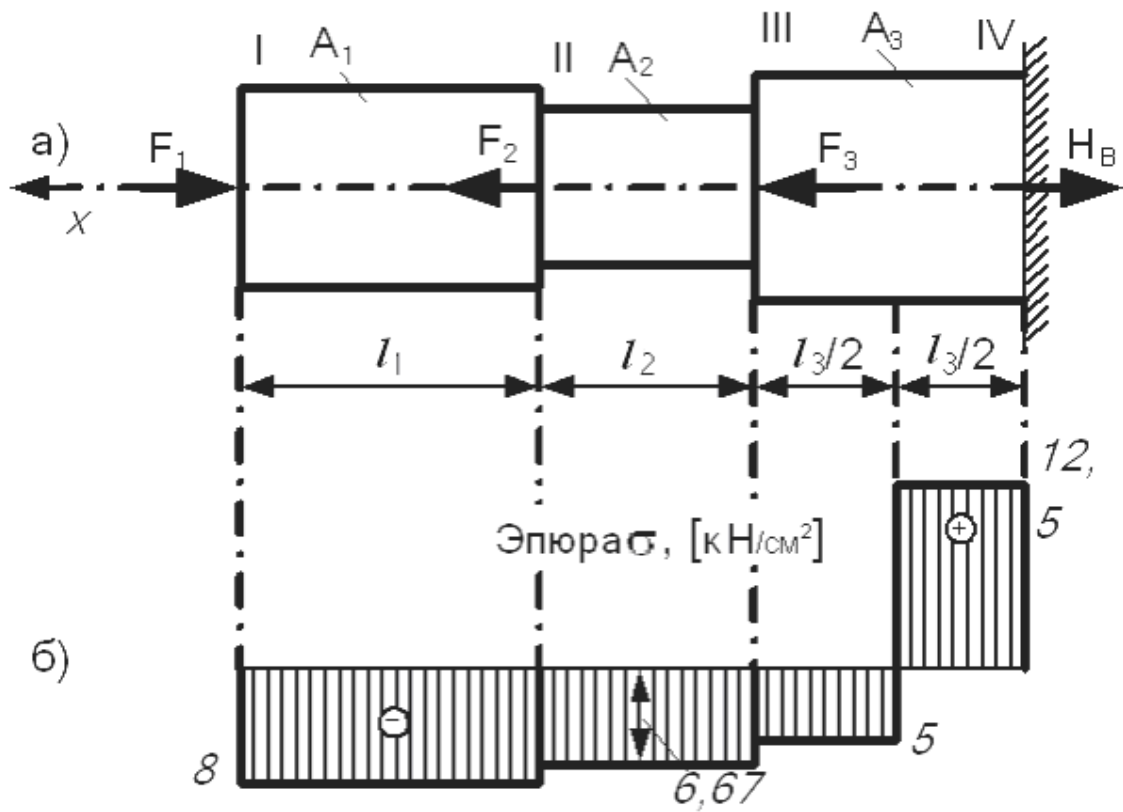 I A₁ II A₂ III A₃ IV
а) F₁ F₂ F₃ H_B
x
l₁ l₂ l₃/2 l₃/2
12,
5
Эпюра σ, [кН/см²]
+
б)
−
8 6,67 5